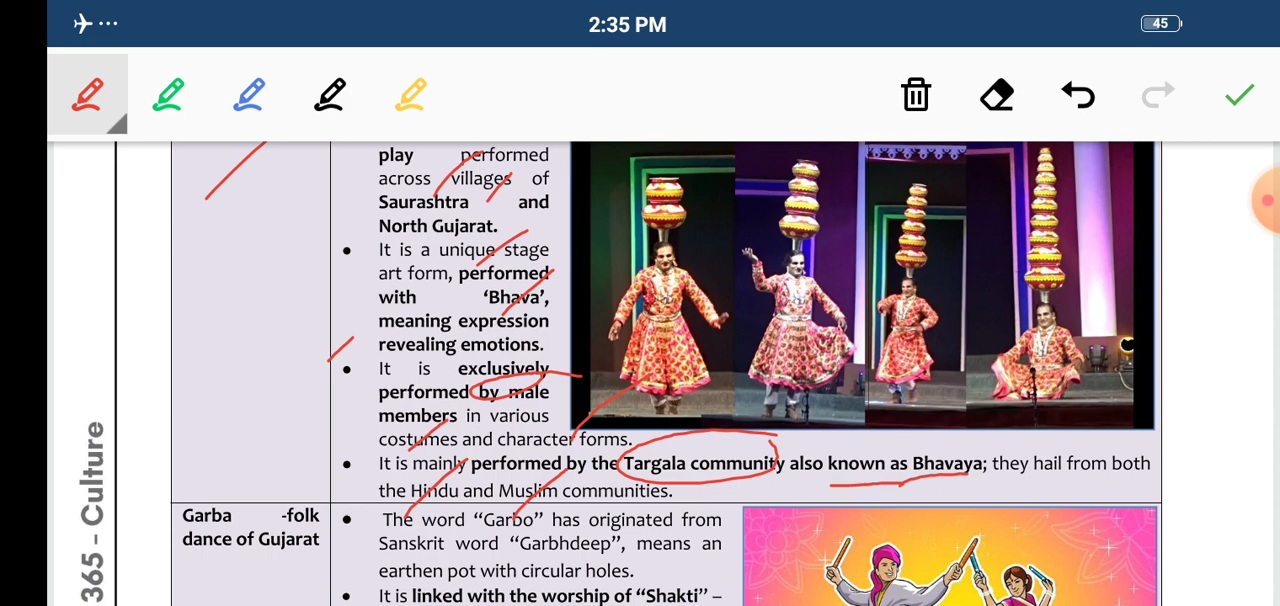 2:35 PM
45
play performed
across villages of
Saurashtra and
North Gujarat.
• It is a unique stage
art form, performed
with ‘Bhava’,
meaning expression
revealing emotions.
• It is exclusively
performed by male
members in various
costumes and character forms.
• It is mainly performed by the Targala community also known as Bhavaya; they hail from both
the Hindu and Muslim communities.
365 - Culture
Garba -folk
dance of Gujarat
• The word “Garbo” has originated from
Sanskrit word “Garbhdeep”, means an
earthen pot with circular holes.
• It is linked with the worship of “Shakti” –